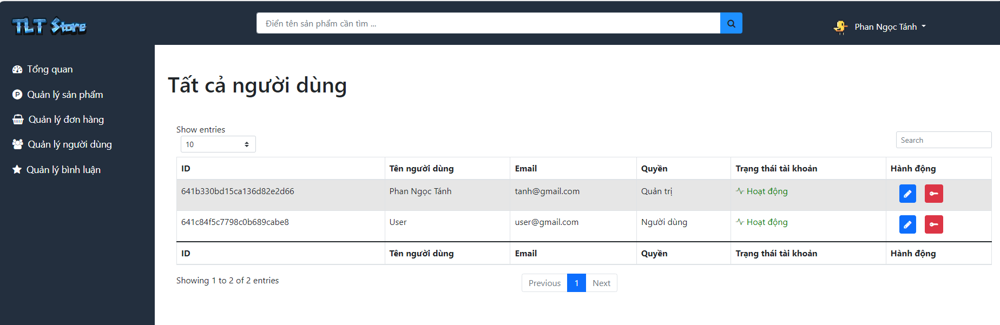 TLT Store
Điển tên sản phẩm cần tìm ...
Phan Ngọc Tánh
Tổng quan
Quản lý sản phẩm
Quản lý đơn hàng
Quản lý người dùng
Quản lý bình luận
Tất cả người dùng
Show entries
10
Search
ID Tên người dùng Email Quyền Trạng thái tài khoản Hành động
641b330bd15ca136d82e2d66 Phan Ngọc Tánh tanh@gmail.com Quản trị Hoạt động
641c84f5c7798c0b689cabe8 User user@gmail.com Người dùng Hoạt động
ID Tên người dùng Email Quyền Trạng thái tài khoản Hành động
Showing 1 to 2 of 2 entries
Previous 1 Next